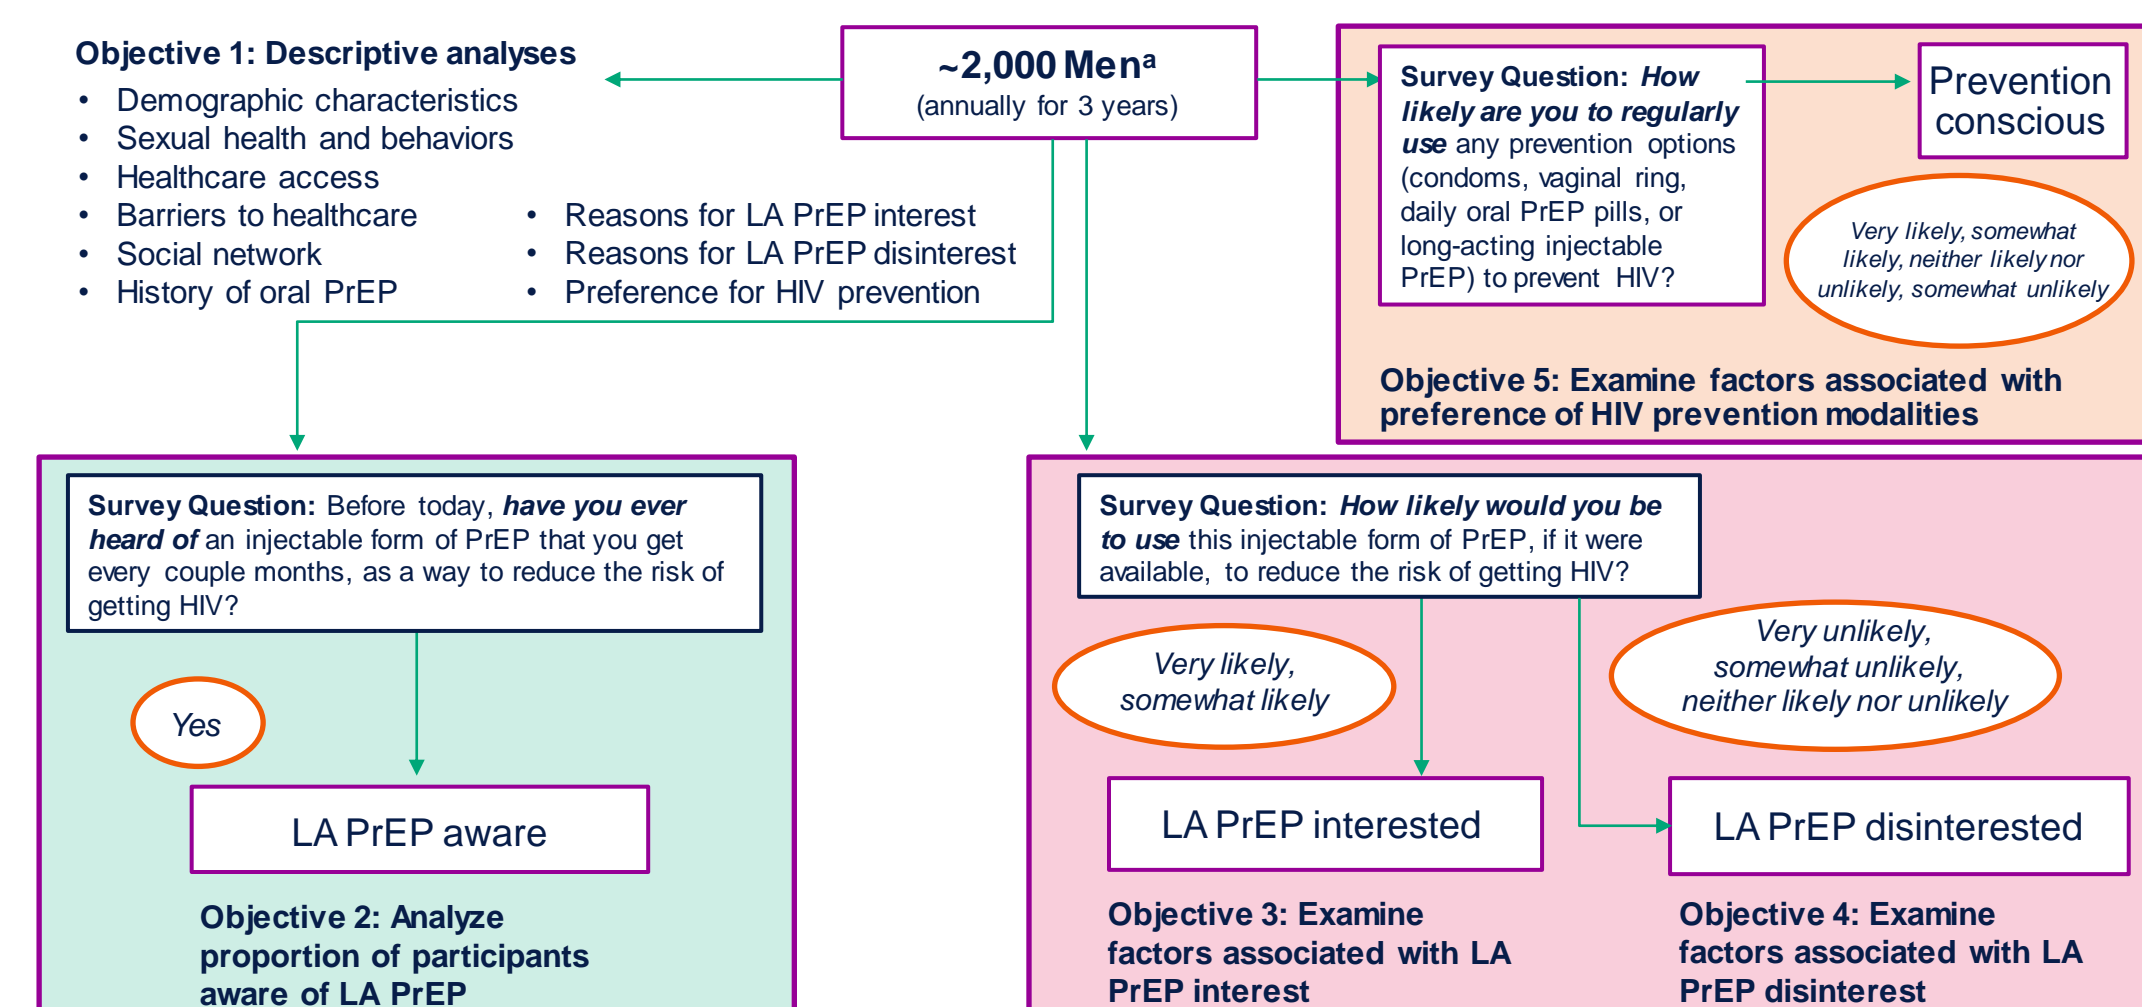 Objective 1: Descriptive analyses
• Demographic characteristics
• Sexual health and behaviors
• Healthcare access
• Barriers to healthcare
• Social network
• History of oral PrEP
• Reasons for LA PrEP interest
• Reasons for LA PrEP disinterest
• Preference for HIV prevention
~2,000 Menᵃ
(annually for 3 years)
Survey Question: How
likely are you to regularly
use any prevention options
(condoms, vaginal ring,
daily oral PrEP pills, or
long-acting injectable
PrEP) to prevent HIV?
Prevention
conscious
Very likely, somewhat
likely, neither likely nor
unlikely, somewhat unlikely
Objective 5: Examine factors associated with
preference of HIV prevention modalities
Survey Question: Before today, have you ever
heard of an injectable form of PrEP that you get
every couple months, as a way to reduce the risk of
getting HIV?
Yes
LA PrEP aware
Objective 2: Analyze
proportion of participants
aware of LA PrEP
Survey Question: How likely would you be
to use this injectable form of PrEP, if it were
available, to reduce the risk of getting HIV?
Very likely,
somewhat likely
Very unlikely,
somewhat unlikely,
neither likely nor unlikely
LA PrEP interested
LA PrEP disinterested
Objective 3: Examine
factors associated with LA
PrEP interest
Objective 4: Examine
factors associated with LA
PrEP disinterest